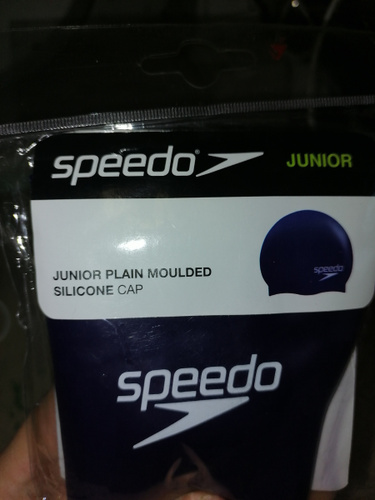 speedo JUNIOR
JUNIOR PLAIN MOULDED
SILICONE CAP
speedo
speedo